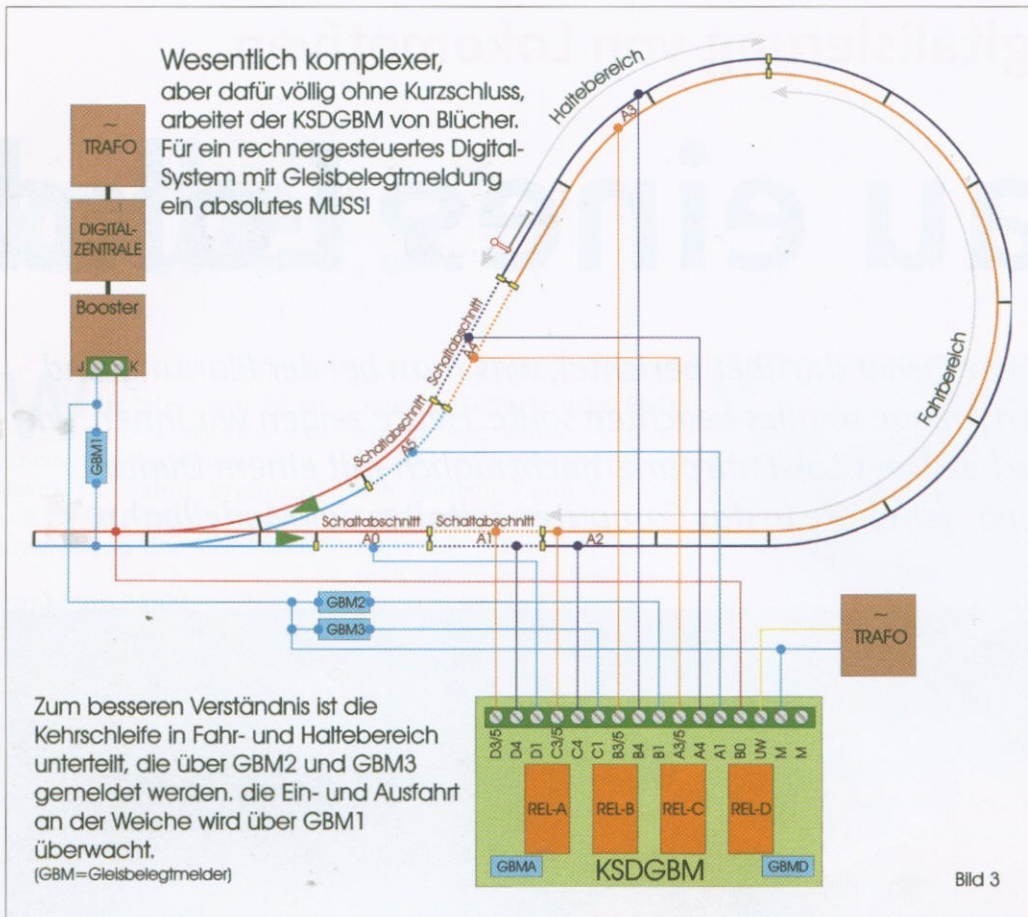 Wesentlich komplexer,
aber dafür völlig ohne Kurzschluss,
arbeitet der KSDGBM von Blücher.
Für ein rechnergesteuertes Digital-
System mit Gleisbelegtmeldung
ein absolutes MUSS!
~
TRAFO
DIGITAL-
ZENTRALE
Booster
J
K
GBM1
Haltebereich
A3
Fahrbereich
Schaltabschnitt
A4
Schaltabschnitt
A5
Schaltabschnitt
Schaltabschnitt
A0
A1
A2
GBM2
GBM3
~
TRAFO
Zum besseren Verständnis ist die
Kehrschleife in Fahr- und Haltebereich
unterteilt, die über GBM2 und GBM3
gemeldet werden. die Ein- und Ausfahrt
an der Weiche wird über GBM1
überwacht.
(GBM=Gleisbelegtmelder)
D3/5
D4
D1
C3/5
C4
C1
B3/5
B4
B1
A3/5
A4
A1
B0
UW
M
M
REL-A
REL-B
REL-C
REL-D
GBMA
KSDGBM
GBMD
Bild 3